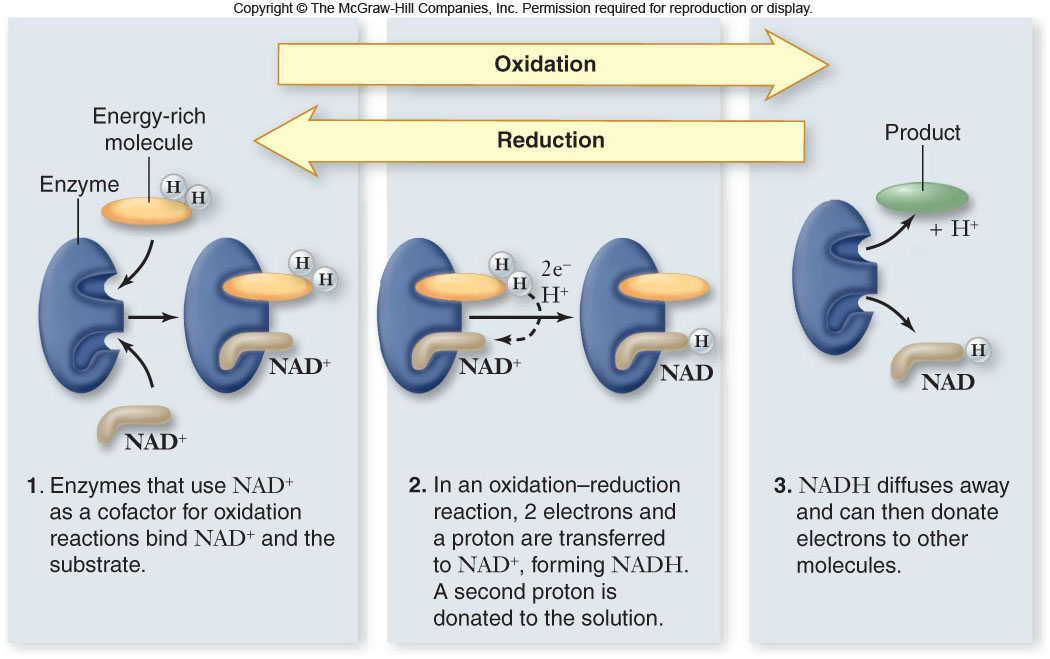 Copyright © The McGraw-Hill Companies, Inc. Permission required for reproduction or display.
Oxidation
Reduction
Energy-rich
molecule
Enzyme
H
H
NAD⁺
H
H
NAD⁺
H
H
2e⁻
H⁺
NAD⁺
H
NAD
Product
+ H⁺
H
NAD
1. Enzymes that use NAD⁺
as a cofactor for oxidation
reactions bind NAD⁺ and the
substrate.
2. In an oxidation–reduction
reaction, 2 electrons and
a proton are transferred
to NAD⁺, forming NADH.
A second proton is
donated to the solution.
3. NADH diffuses away
and can then donate
electrons to other
molecules.